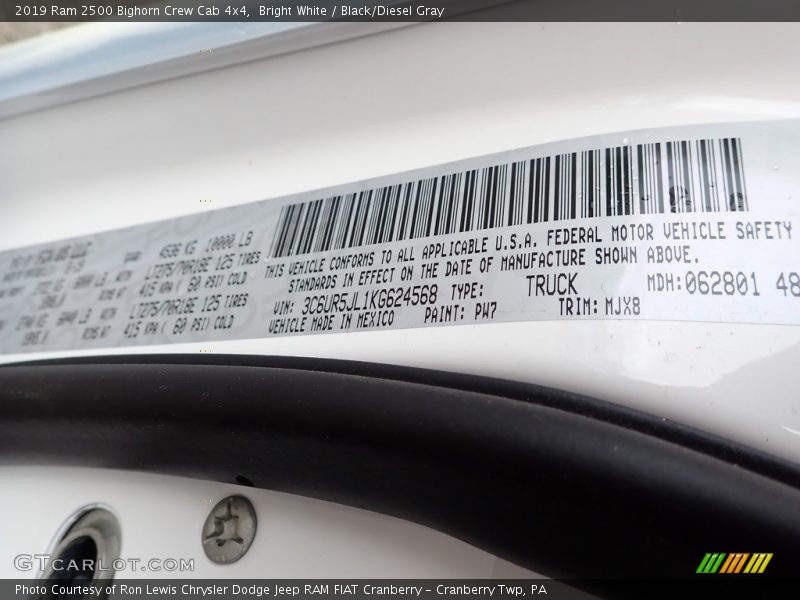 2019 Ram 2500 Bighorn Crew Cab 4x4, Bright White / Black/Diesel Gray
4536 KG 10000 LB
LT275/70R18E 125 TIRES
415 KPA ( 60 PSI) COLD
LT275/70R18E 125 TIRES
415 KPA ( 60 PSI) COLD
THIS VEHICLE CONFORMS TO ALL APPLICABLE U.S.A. FEDERAL MOTOR VEHICLE SAFETY
STANDARDS IN EFFECT ON THE DATE OF MANUFACTURE SHOWN ABOVE.
VIN: 3C6UR5JL1KG624568 TYPE: TRUCK MDH:062801 48
VEHICLE MADE IN MEXICO PAINT: PW7 TRIM: MJX8
GTCARLOT.COM
Photo Courtesy of Ron Lewis Chrysler Dodge Jeep RAM FIAT Cranberry - Cranberry Twp, PA